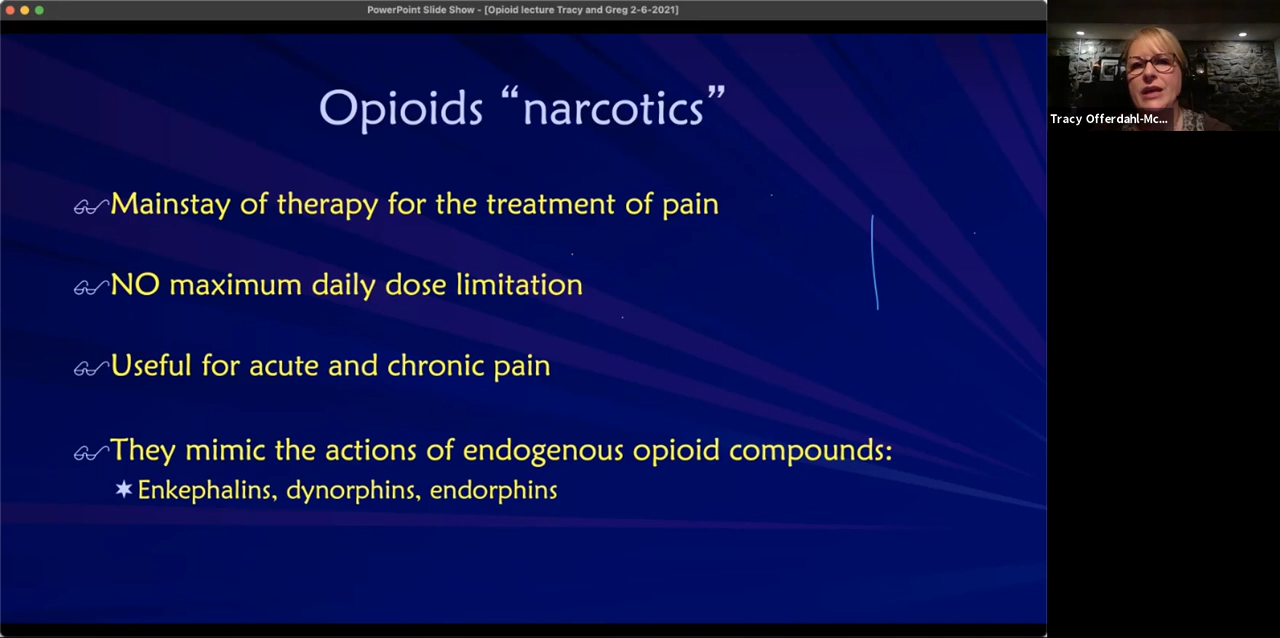 PowerPoint Slide Show - [Opioid lecture Tracy and Greg 2-6-2021]
Opioids “narcotics”
Mainstay of therapy for the treatment of pain
NO maximum daily dose limitation
Useful for acute and chronic pain
They mimic the actions of endogenous opioid compounds:
Enkephalins, dynorphins, endorphins
Tracy Offerdahl-Mc...